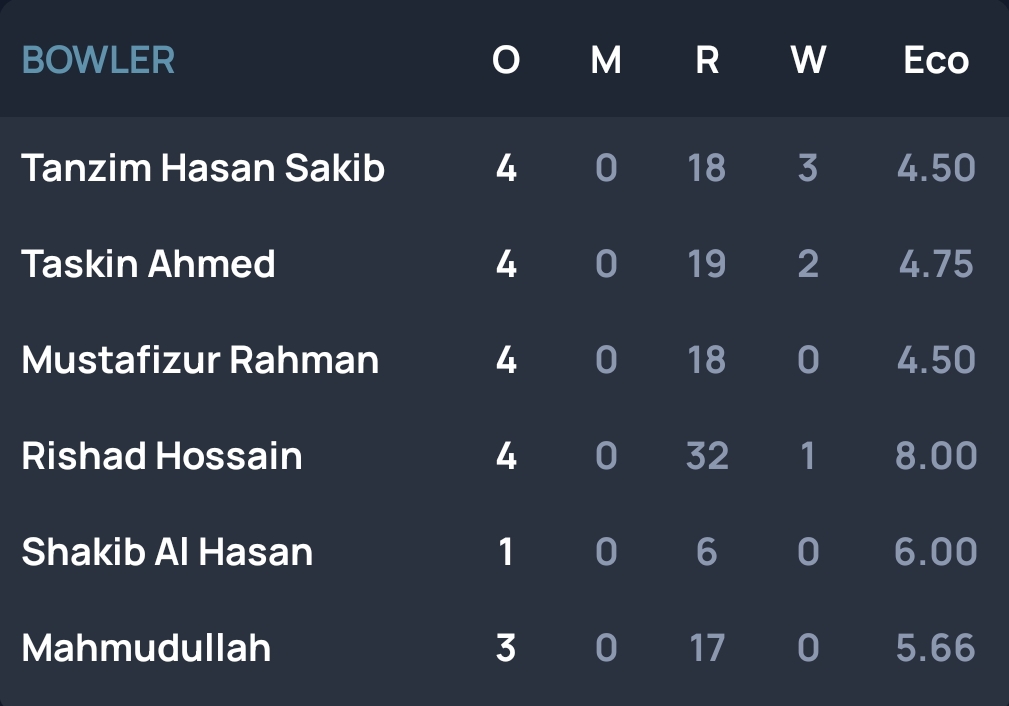 BOWLER O M R W Eco
Tanzim Hasan Sakib 4 0 18 3 4.50
Taskin Ahmed 4 0 19 2 4.75
Mustafizur Rahman 4 0 18 0 4.50
Rishad Hossain 4 0 32 1 8.00
Shakib Al Hasan 1 0 6 0 6.00
Mahmudullah 3 0 17 0 5.66